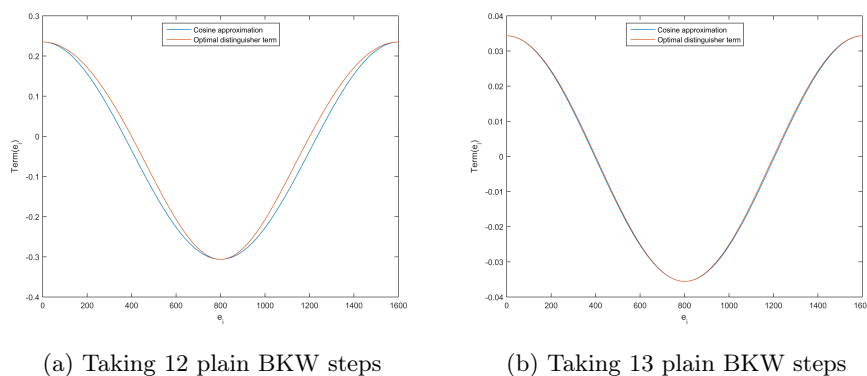 Cosine approximation
Optimal distinguisher term
0.3
0.2
0.1
0
-0.1
-0.2
-0.3
-0.4
Term(e_i)
0 200 400 600 800 1000 1200 1400 1600
e_i
(a) Taking 12 plain BKW steps
Cosine approximation
Optimal distinguisher term
0.04
0.03
0.02
0.01
0
-0.01
-0.02
-0.03
-0.04
Term(e_i)
0 200 400 600 800 1000 1200 1400 1600
e_i
(b) Taking 13 plain BKW steps